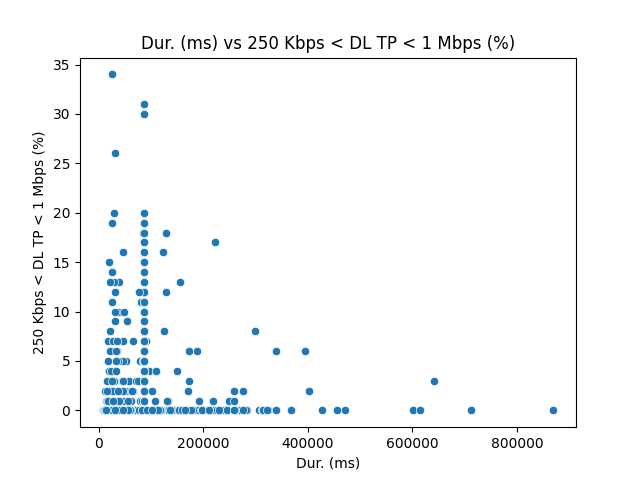 Dur. (ms) vs 250 Kbps < DL TP < 1 Mbps (%)
250 Kbps < DL TP < 1 Mbps (%)
35
30
25
20
15
10
5
0
0 200000 400000 600000 800000
Dur. (ms)